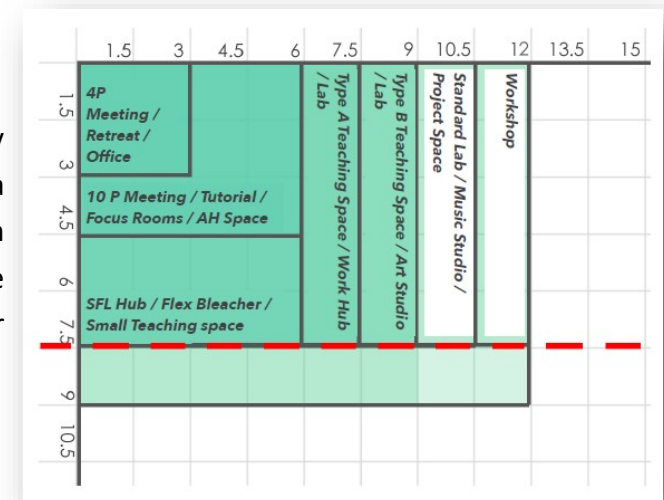 1.5 3 4.5 6 7.5 9 10.5 12 13.5 15
1.5
3
4.5
6
7.5
9
10.5
4P
Meeting /
Retreat /
Office
10 P Meeting / Tutorial /
Focus Rooms / AH Space
SFL Hub / Flex Bleacher /
Small Teaching space
Type A Teaching Space / Work Hub
/ Lab
Type B Teaching Space / Art Studio
/ Lab
Standard Lab / Music Studio /
Project Space
Workshop